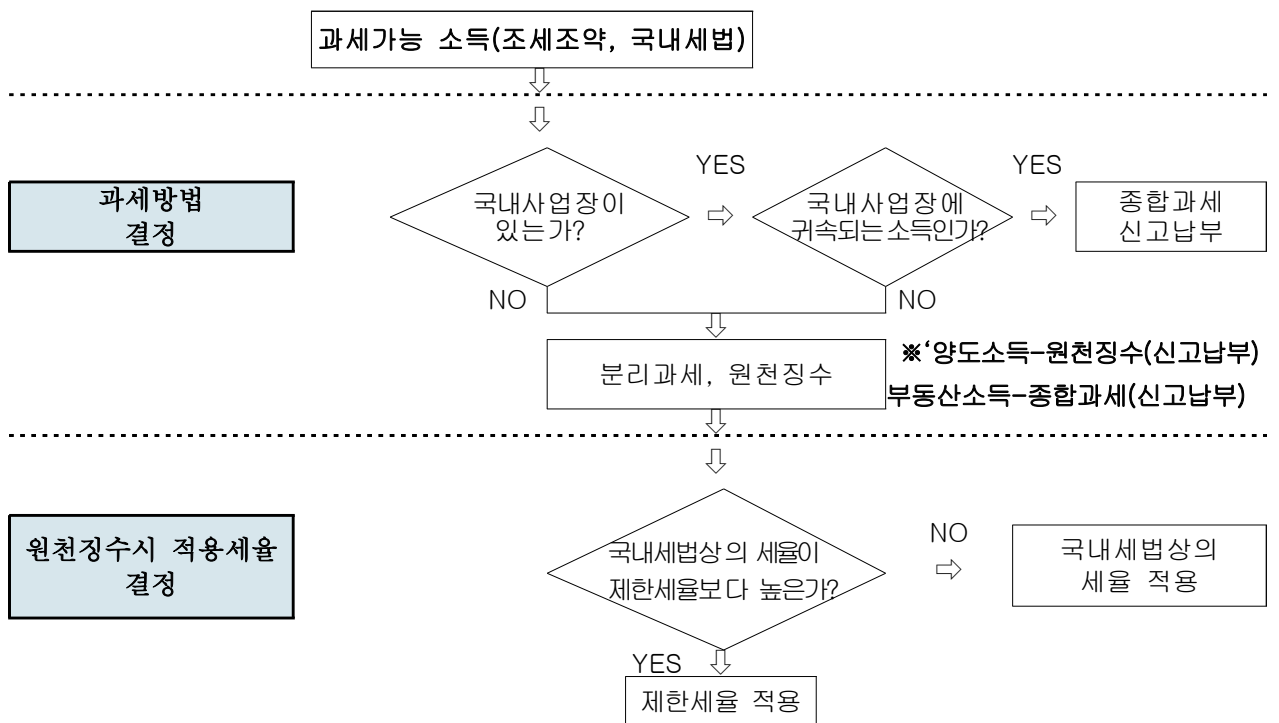 과세가능 소득(조세조약, 국내세법)
과세방법
결정
국내사업장이
있는가?
YES
국내사업장에
귀속되는 소득인가?
YES
종합과세
신고납부
NO
NO
분리과세, 원천징수
※‘양도소득-원천징수(신고납부)
부동산소득-종합과세(신고납부)
원천징수시 적용세율
결정
국내세법상의 세율이
제한세율보다 높은가?
NO
국내세법상의
세율 적용
YES
제한세율 적용